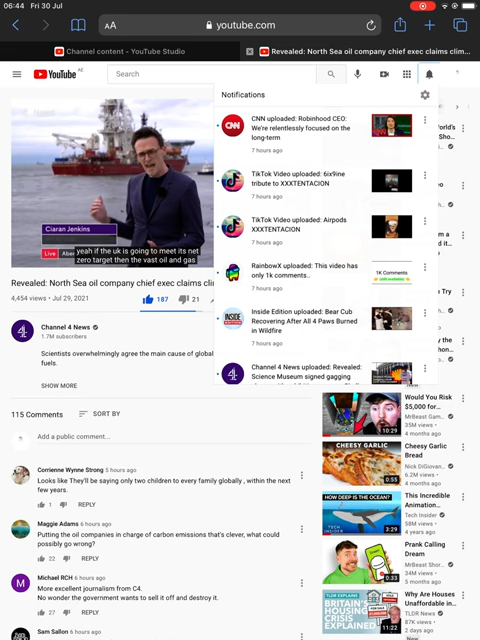 06:44 Fri 30 Jul
AA
youtube.com
Channel content - YouTube Studio
Revealed: North Sea oil company chief exec claims clim...
YouTube AE
Search
Notifications
CNN uploaded: Robinhood CEO:
We're relentlessly focused on the
long-term
7 hours ago
TikTok Video uploaded: 6ix9ine
tribute to XXXTENTACION
7 hours ago
TikTok Video uploaded: Airpods
XXXTENTACION
7 hours ago
RainbowX uploaded: This video has
only 1k comments..
7 hours ago
1K Comments
Inside Edition uploaded: Bear Cub
Recovering After All 4 Paws Burned
in Wildfire
7 hours ago
Channel 4 News uploaded: Revealed:
Science Museum signed gagging
Ciaran Jenkins
Live Aber
yeah if the uk is going to meet its net
zero target then the vast oil and gas
Revealed: North Sea oil company chief exec claims cli
4,454 views • Jul 29, 2021
187
21
Channel 4 News
1.7M subscribers
Scientists overwhelmingly agree the main cause of global
fuels.
SHOW MORE
115 Comments
SORT BY
Add a public comment...
Corrienne Wynne Strong 5 hours ago
Looks like They'll be saying only two children to every family globally , within the next
few years.
1
REPLY
Maggie Adams 6 hours ago
Putting the oil companies in charge of carbon emissions that's clever, what could
possibly go wrong?
22
REPLY
Michael RCH 6 hours ago
More excellent journalism from C4.
No wonder the government wants to sell it off and destroy it.
27
REPLY
Sam Sallon 6 hours ago
Would You Risk
$5,000 for...
MrBeast Gam...
35M views •
4 months ago
10:29
Cheesy Garlic
Bread
Nick DiGiovan...
6.2M views •
4 months ago
CHEESY GARLIC
0:55
This Incredible
Animation...
Tech Insider
58M views •
4 years ago
HOW DEEP IS THE OCEAN?
TECH
INSIDER
3:29
Prank Calling
Dream
MrBeast Shor...
34M views •
5 months ago
0:33
Why Are Houses
Unaffordable in...
TLDR News
87K views •
2 days ago
New
TLDR EXPLAINS
BRITAIN'S
HOUSING
CRISIS
EXPLAINED
11:22